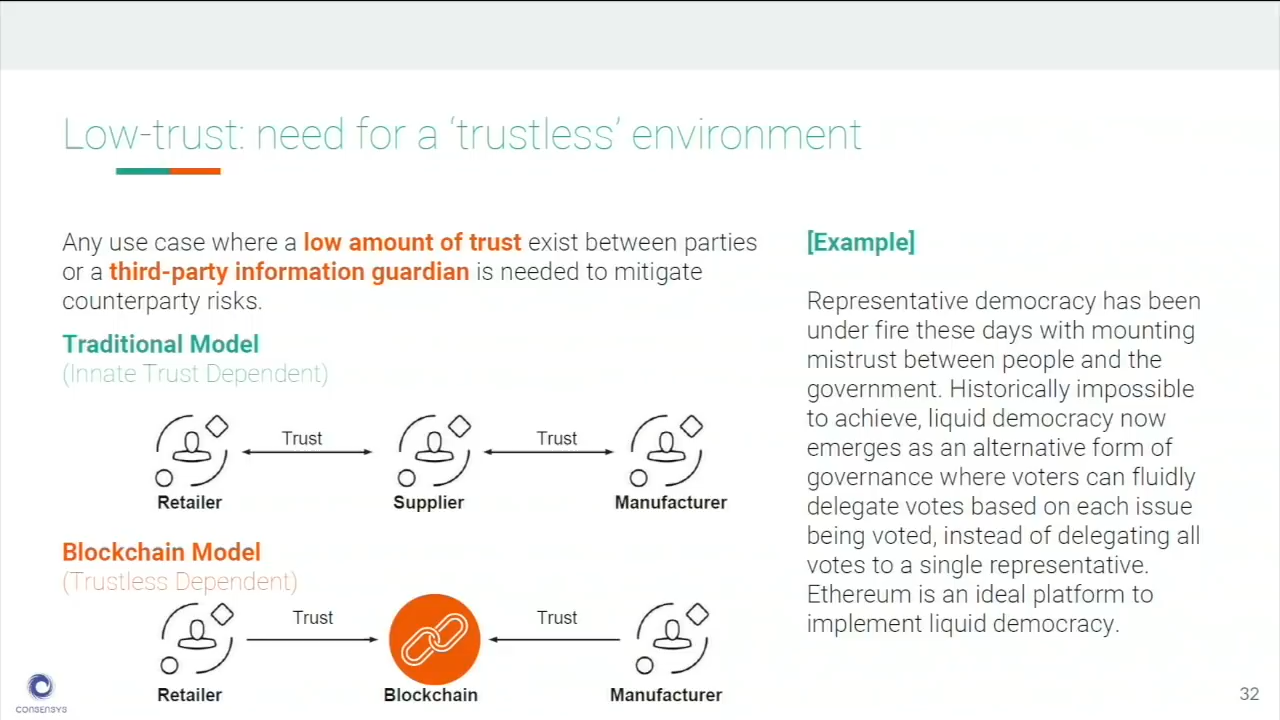 Low-trust: need for a ‘trustless’ environment
Any use case where a low amount of trust exist between parties
or a third-party information guardian is needed to mitigate
counterparty risks.
Traditional Model
(Innate Trust Dependent)
Trust
Trust
Retailer
Supplier
Manufacturer
Blockchain Model
(Trustless Dependent)
Trust
Trust
Retailer
Blockchain
Manufacturer
[Example]
Representative democracy has been
under fire these days with mounting
mistrust between people and the
government. Historically impossible
to achieve, liquid democracy now
emerges as an alternative form of
governance where voters can fluidly
delegate votes based on each issue
being voted, instead of delegating all
votes to a single representative.
Ethereum is an ideal platform to
implement liquid democracy.
CONSENSYS
32